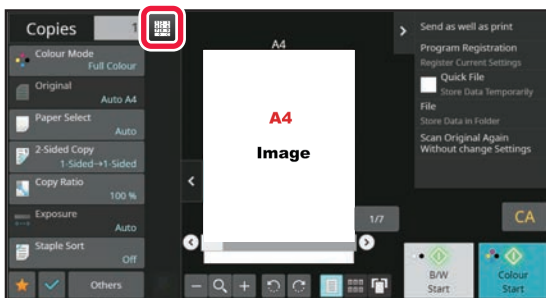 Copies
1
Colour Mode
Full Colour
Original
Auto A4
Paper Select
Auto
2-Sided Copy
1-Sided→1-Sided
Copy Ratio
100 %
Exposure
Auto
Staple Sort
Off
Others
A4
A4
Image
1/7
Send as well as print
Program Registration
Register Current Settings
Quick File
Store Data Temporarily
File
Store Data in Folder
Scan Original Again
Without change Settings
CA
B/W
Start
Colour
Start